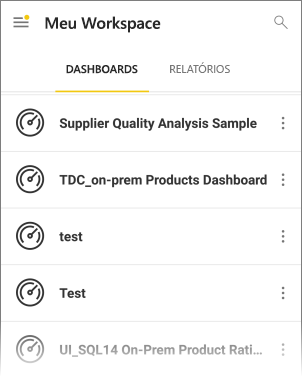 Meu Workspace
DASHBOARDS RELATÓRIOS
Supplier Quality Analysis Sample
TDC_on-prem Products Dashboard
test
Test
UI_SQL14 On-Prem Product Rati...